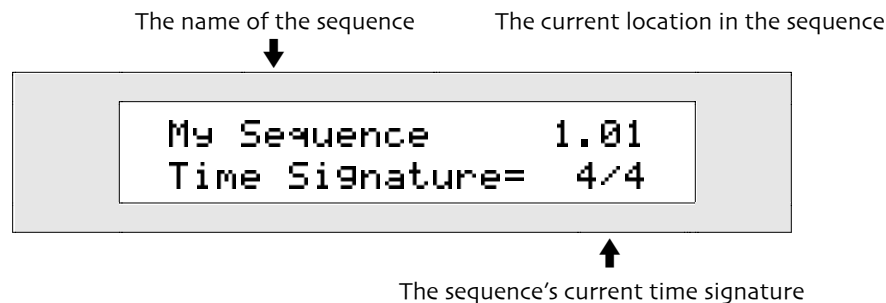 The name of the sequence The current location in the sequence
My Sequence 1.01
Time Signature= 4/4
The sequence's current time signature